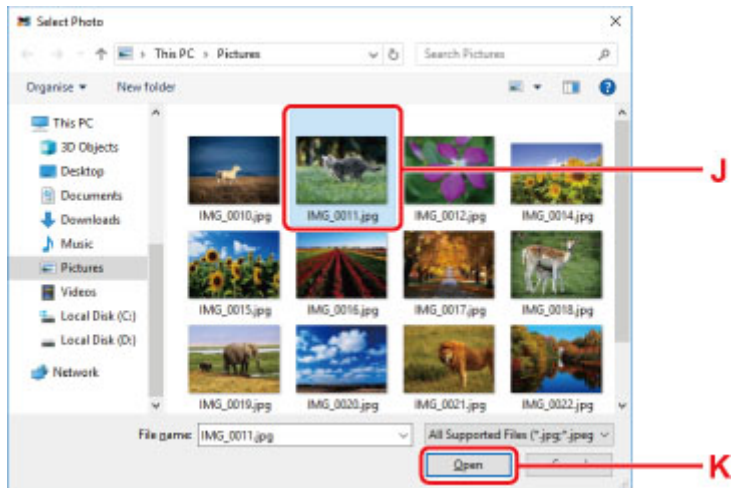 Select Photo
This PC › Pictures
Search Pictures
Organise
New folder
This PC
3D Objects
Desktop
Documents
Downloads
Music
Pictures
Videos
Local Disk (C:)
Local Disk (D:)
Network
IMG_0010.jpg
IMG_0011.jpg
IMG_0012.jpg
IMG_0014.jpg
IMG_0015.jpg
IMG_0016.jpg
IMG_0017.jpg
IMG_0018.jpg
IMG_0019.jpg
IMG_0020.jpg
IMG_0021.jpg
IMG_0022.jpg
J
File name: IMG_0011.jpg
All Supported Files (*.jpg;*.jpeg
Open
K